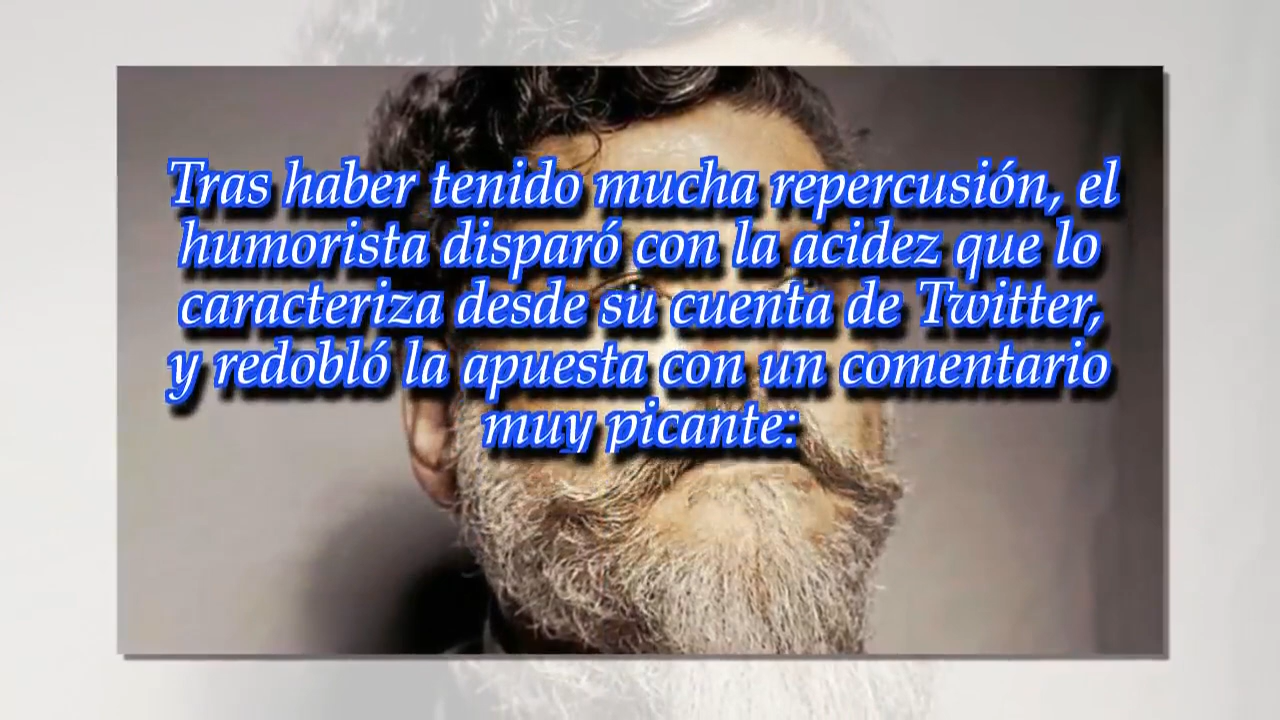 Tras haber tenido mucha repercusión, el
humorista disparó con la acidez que lo
caracteriza desde su cuenta de Twitter,
y redobló la apuesta con un comentario
muy picante: